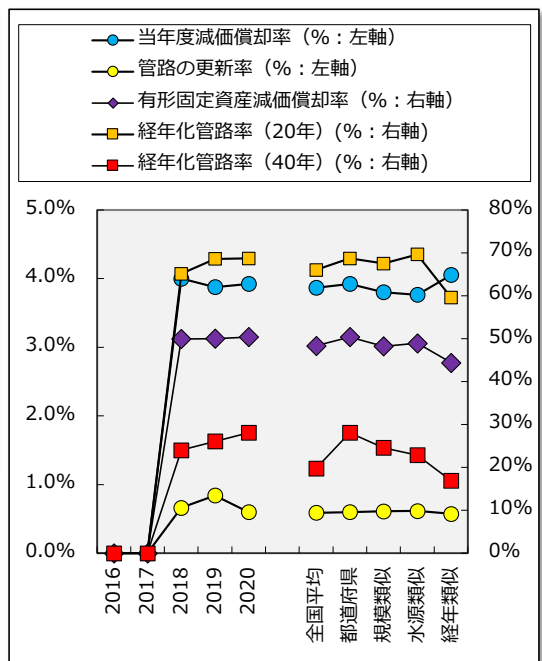 当年度減価償却率（%：左軸）
管路の更新率（%：左軸）
有形固定資産減価償却率（%：右軸）
経年化管路率（20年）(%：右軸)
経年化管路率（40年）(%：右軸)
5.0%
4.0%
3.0%
2.0%
1.0%
0.0%
80%
70%
60%
50%
40%
30%
20%
10%
0%
2016
2017
2018
2019
2020
全国平均
都道府県
規模類似
水源類似
経年類似